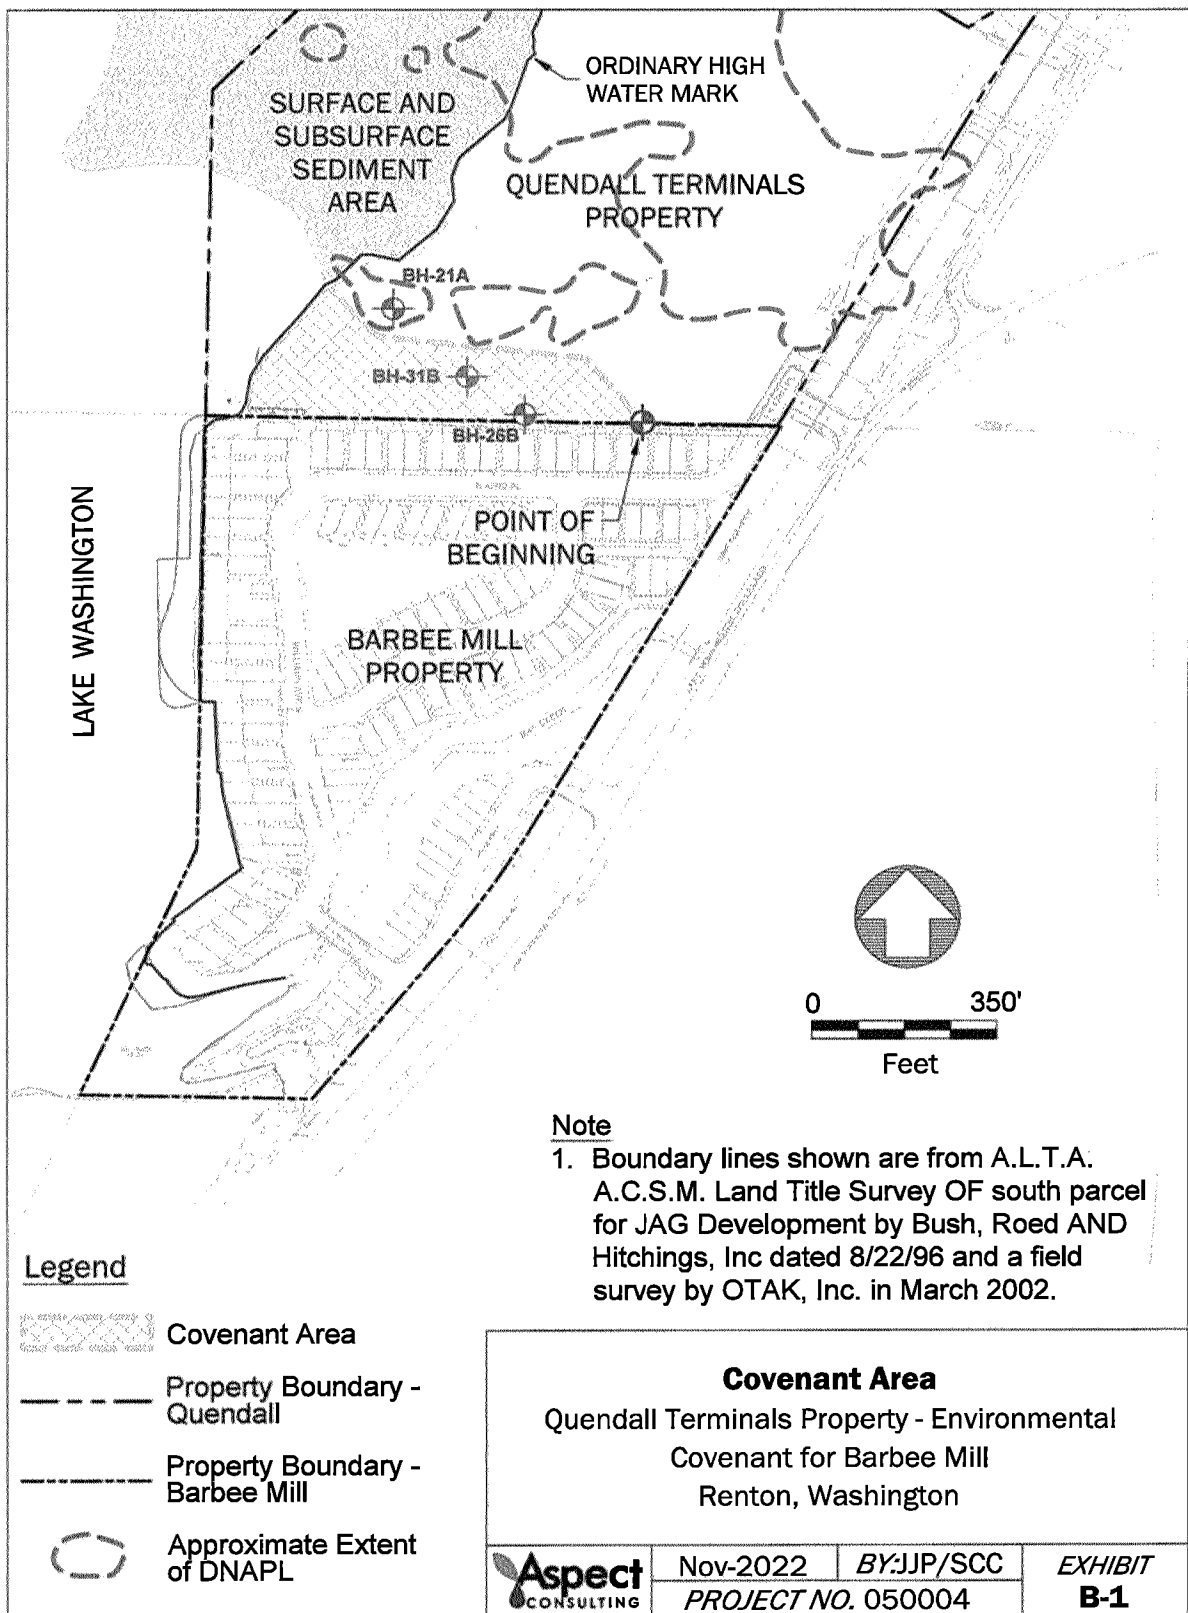 ORDINARY HIGH
WATER MARK
SURFACE AND
SUBSURFACE
SEDIMENT
AREA
QUENDALL TERMINALS
PROPERTY
BH-21A
BH-31B
BH-26B
POINT OF
BEGINNING
LAKE WASHINGTON
BARBEE MILL
PROPERTY
0 350'
Feet
Note
1. Boundary lines shown are from A.L.T.A.
A.C.S.M. Land Title Survey OF south parcel
for JAG Development by Bush, Roed AND
Hitchings, Inc dated 8/22/96 and a field
survey by OTAK, Inc. in March 2002.
Legend
Covenant Area
Property Boundary -
Quendall
Property Boundary -
Barbee Mill
Approximate Extent
of DNAPL
Covenant Area
Quendall Terminals Property - Environmental
Covenant for Barbee Mill
Renton, Washington
Aspect
CONSULTING
Nov-2022
BY:JJP/SCC
PROJECT NO. 050004
EXHIBIT
B-1